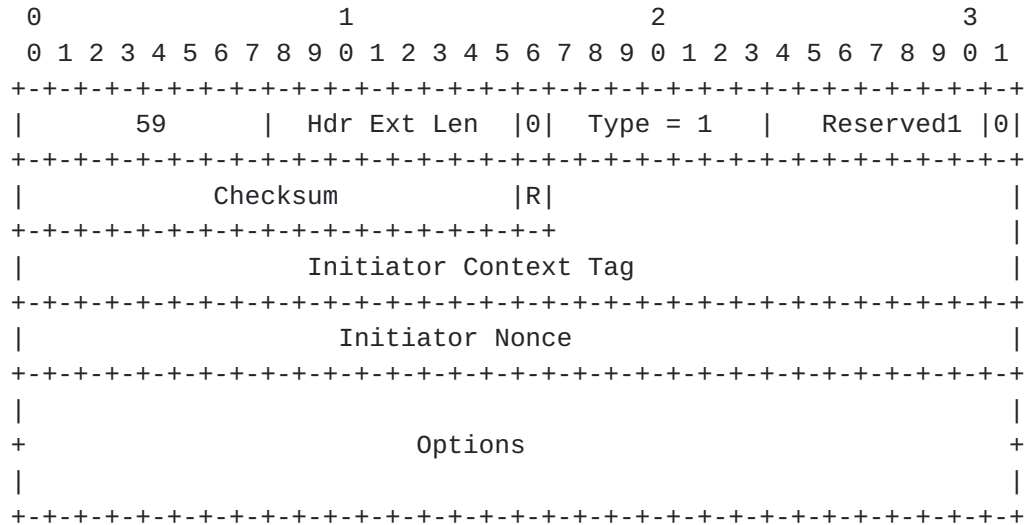 0                   1                   2                   3
 0 1 2 3 4 5 6 7 8 9 0 1 2 3 4 5 6 7 8 9 0 1 2 3 4 5 6 7 8 9 0 1
+-+-+-+-+-+-+-+-+-+-+-+-+-+-+-+-+-+-+-+-+-+-+-+-+-+-+-+-+-+-+-+-+
|       59      |  Hdr Ext Len  |0|  Type = 1   |   Reserved1 |0|
+-+-+-+-+-+-+-+-+-+-+-+-+-+-+-+-+-+-+-+-+-+-+-+-+-+-+-+-+-+-+-+-+
|            Checksum           |R|                             |
+-+-+-+-+-+-+-+-+-+-+-+-+-+-+-+-+-+                             |
|                  Initiator Context Tag                        |
+-+-+-+-+-+-+-+-+-+-+-+-+-+-+-+-+-+-+-+-+-+-+-+-+-+-+-+-+-+-+-+-+
|                    Initiator Nonce                            |
+-+-+-+-+-+-+-+-+-+-+-+-+-+-+-+-+-+-+-+-+-+-+-+-+-+-+-+-+-+-+-+-+
|                                                               |
+                         Options                               +
|                                                               |
+-+-+-+-+-+-+-+-+-+-+-+-+-+-+-+-+-+-+-+-+-+-+-+-+-+-+-+-+-+-+-+-+